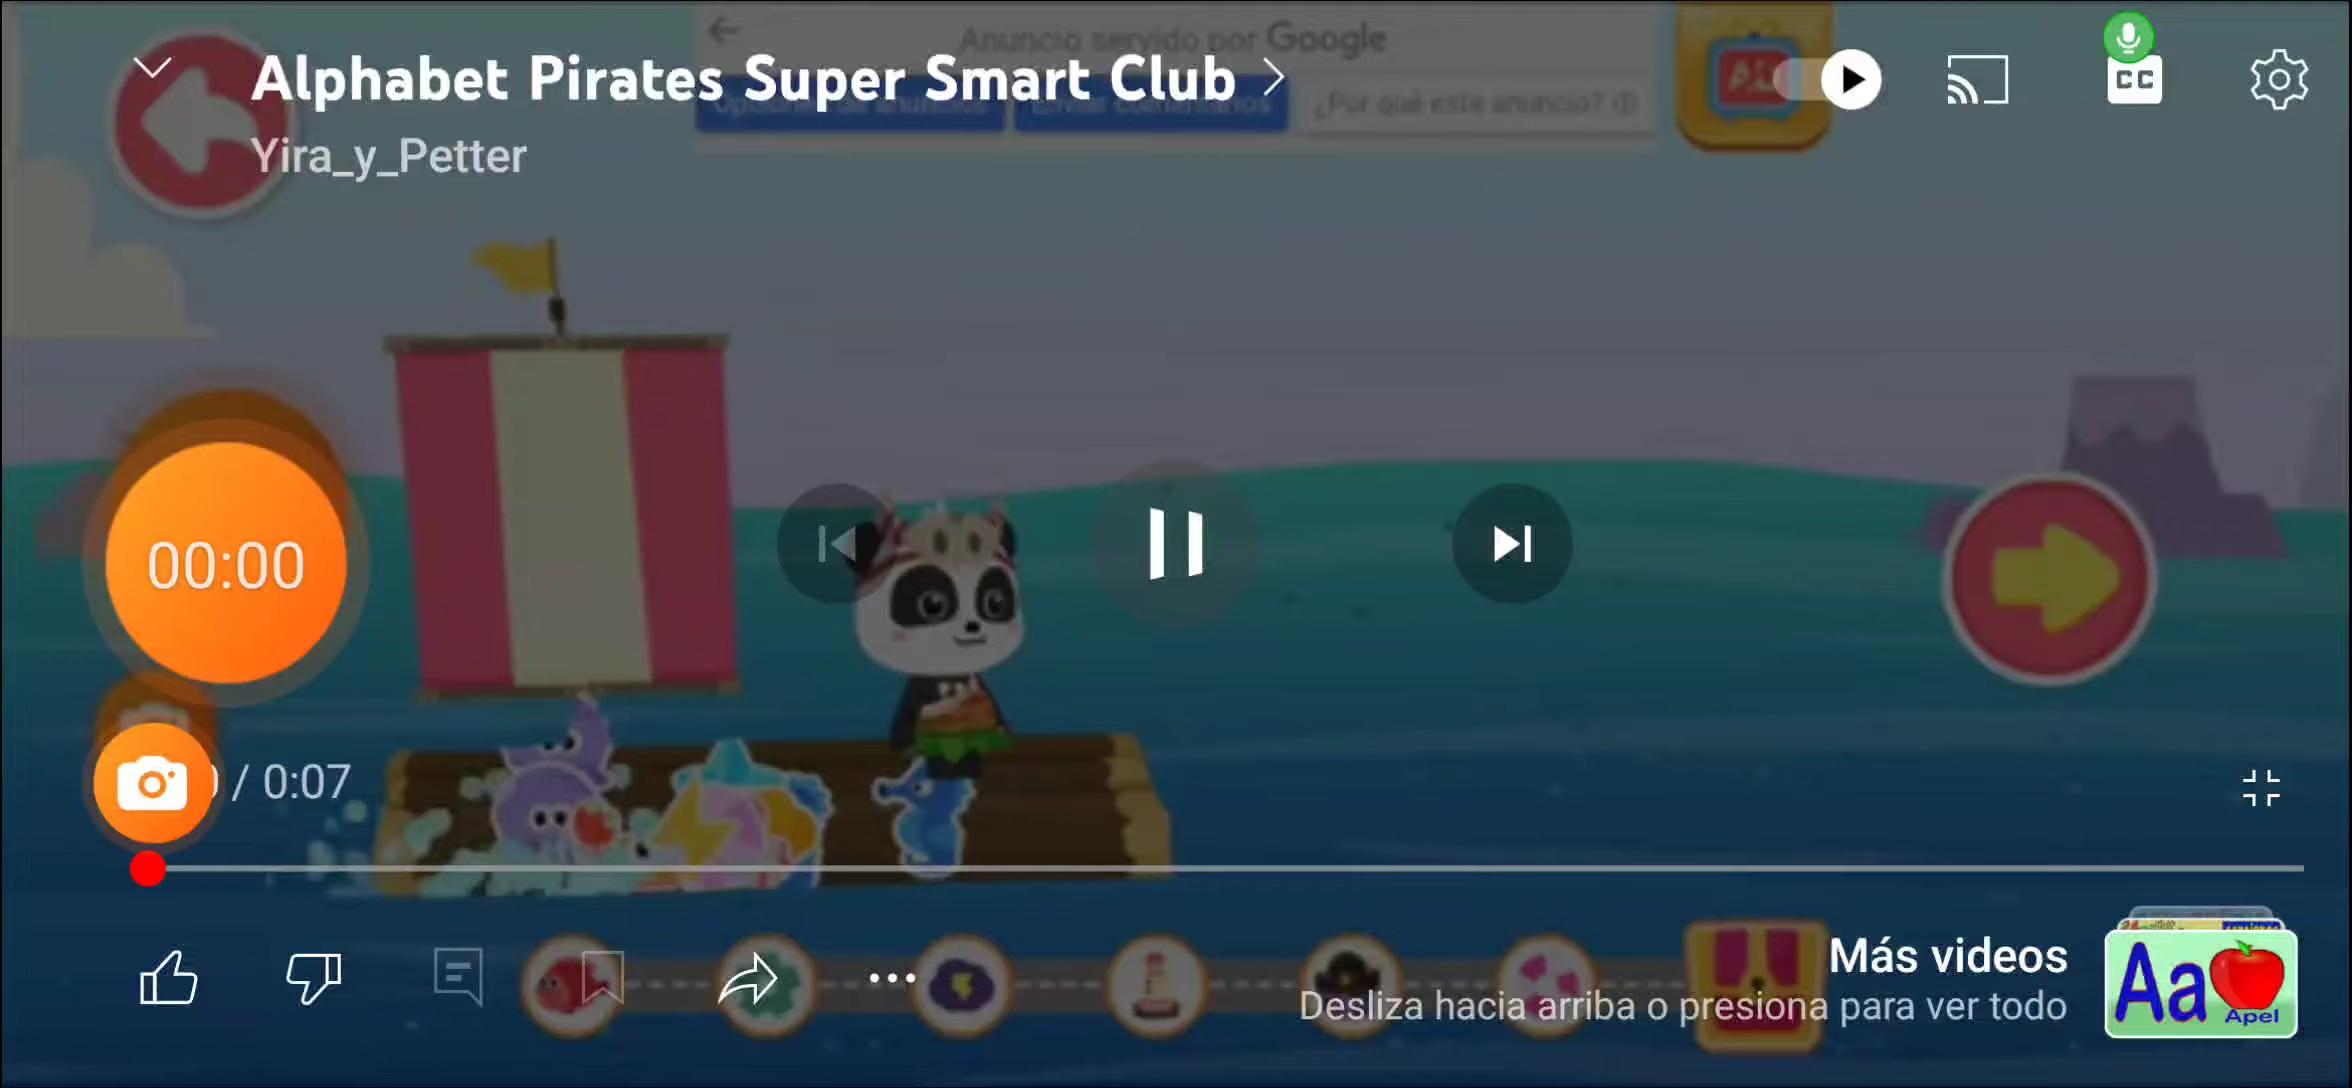 Anuncio servido por Google
Alphabet Pirates Super Smart Club
¿Por qué este anuncio?
CC
Yira_y_Petter
00:00
/ 0:07
Más videos
Desliza hacia arriba o presiona para ver todo
Aa
Apel